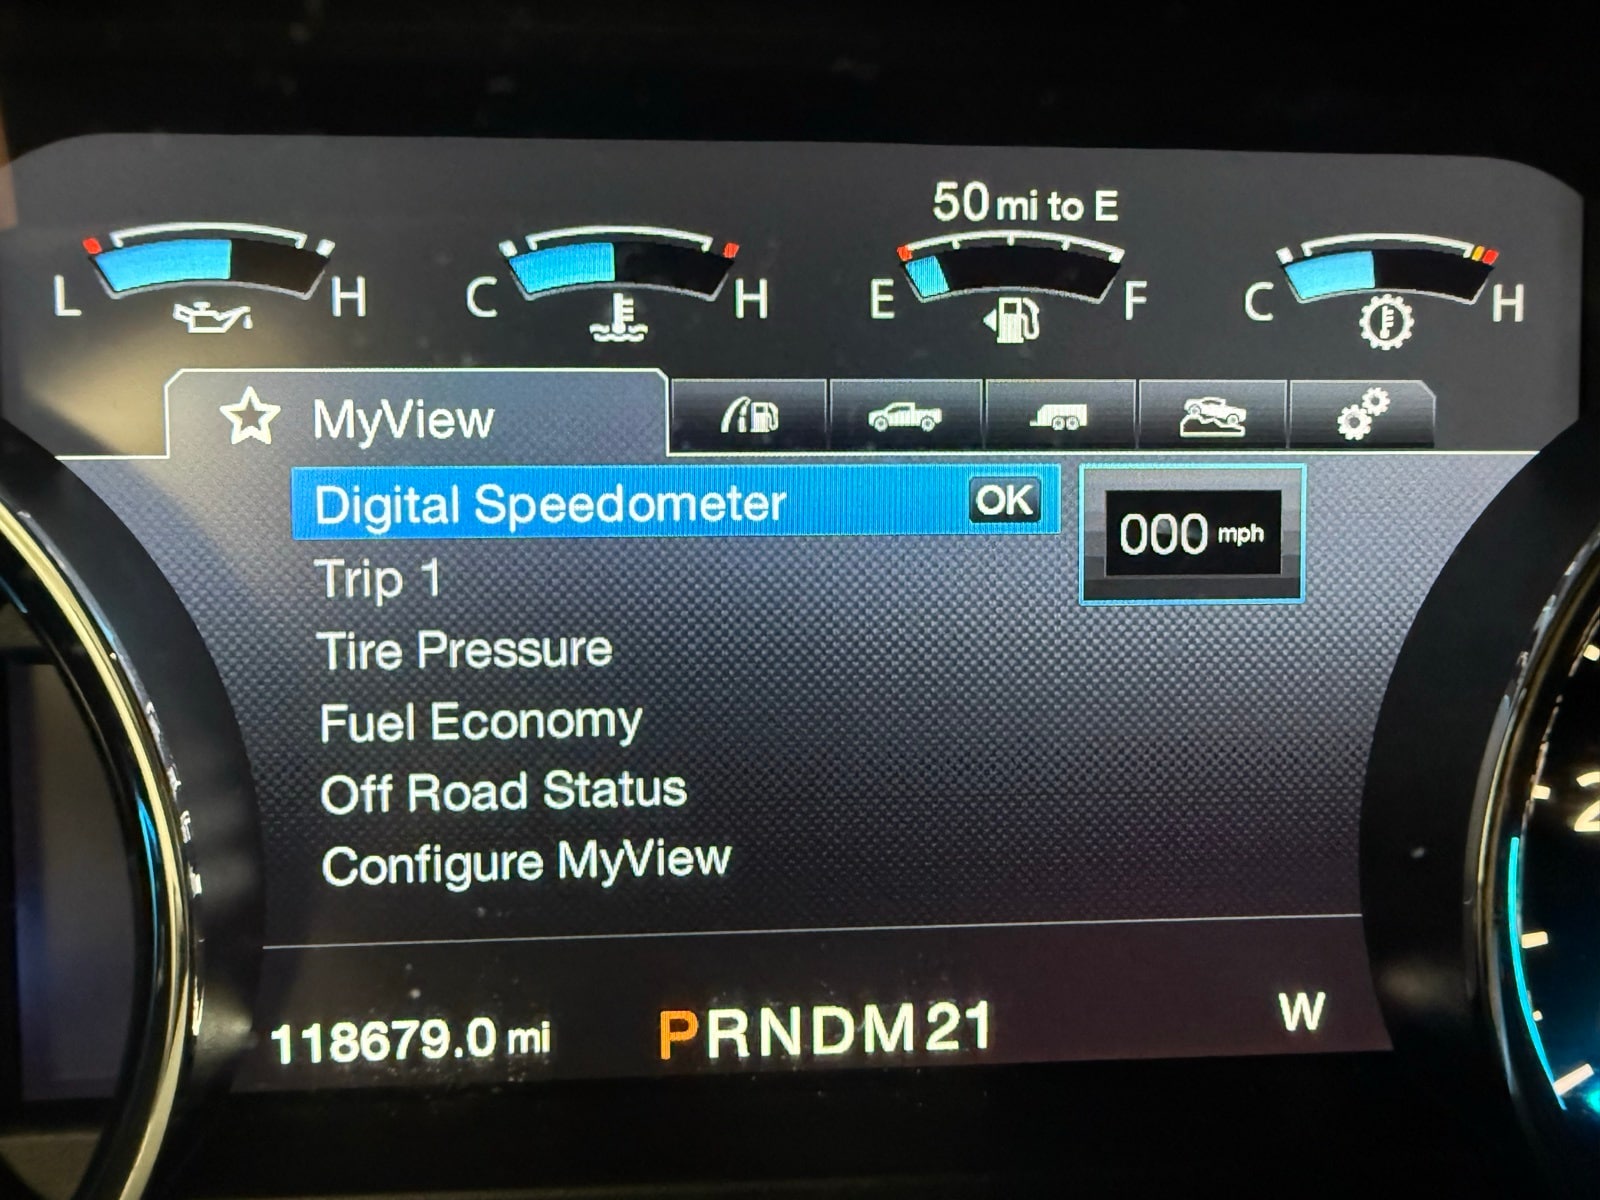 50 mi to E
L H C H E F C H
MyView
Digital Speedometer OK
000 mph
Trip 1
Tire Pressure
Fuel Economy
Off Road Status
Configure MyView
118679.0 mi PRNDM21 W
2